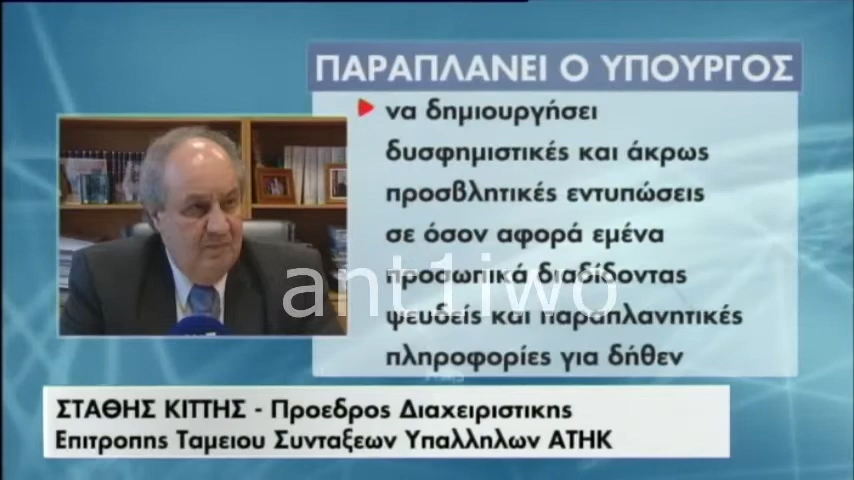 ΠΑΡΑΠΛΑΝΕΙ Ο ΥΠΟΥΡΓΟΣ
να δημιουργήσει
δυσφημιστικές και άκρως
προσβλητικές εντυπώσεις
σε όσον αφορά εμένα
προσωπικά διαδίδοντας
ψευδείς και παραπλανητικές
πληροφορίες για δήθεν
ant1iwo
ΣΤΑΘΗΣ ΚΙΤΤΗΣ - Προεδρος Διαχειριστικης
Επιτροπης Ταμειου Συνταξεων Υπαλληλων ΑΤΗΚ